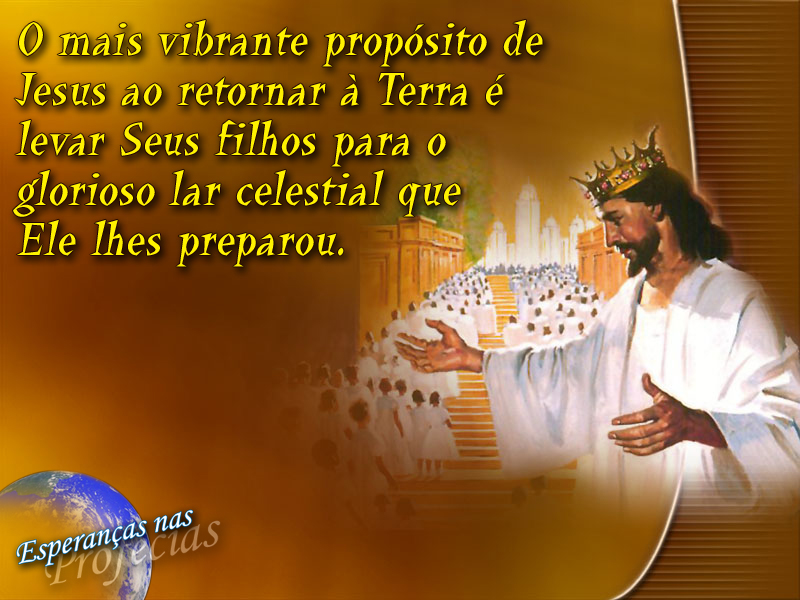 O mais vibrante propósito de
Jesus ao retornar à Terra é
levar Seus filhos para o
glorioso lar celestial que
Ele lhes preparou.
Esperanças nas
Profecias